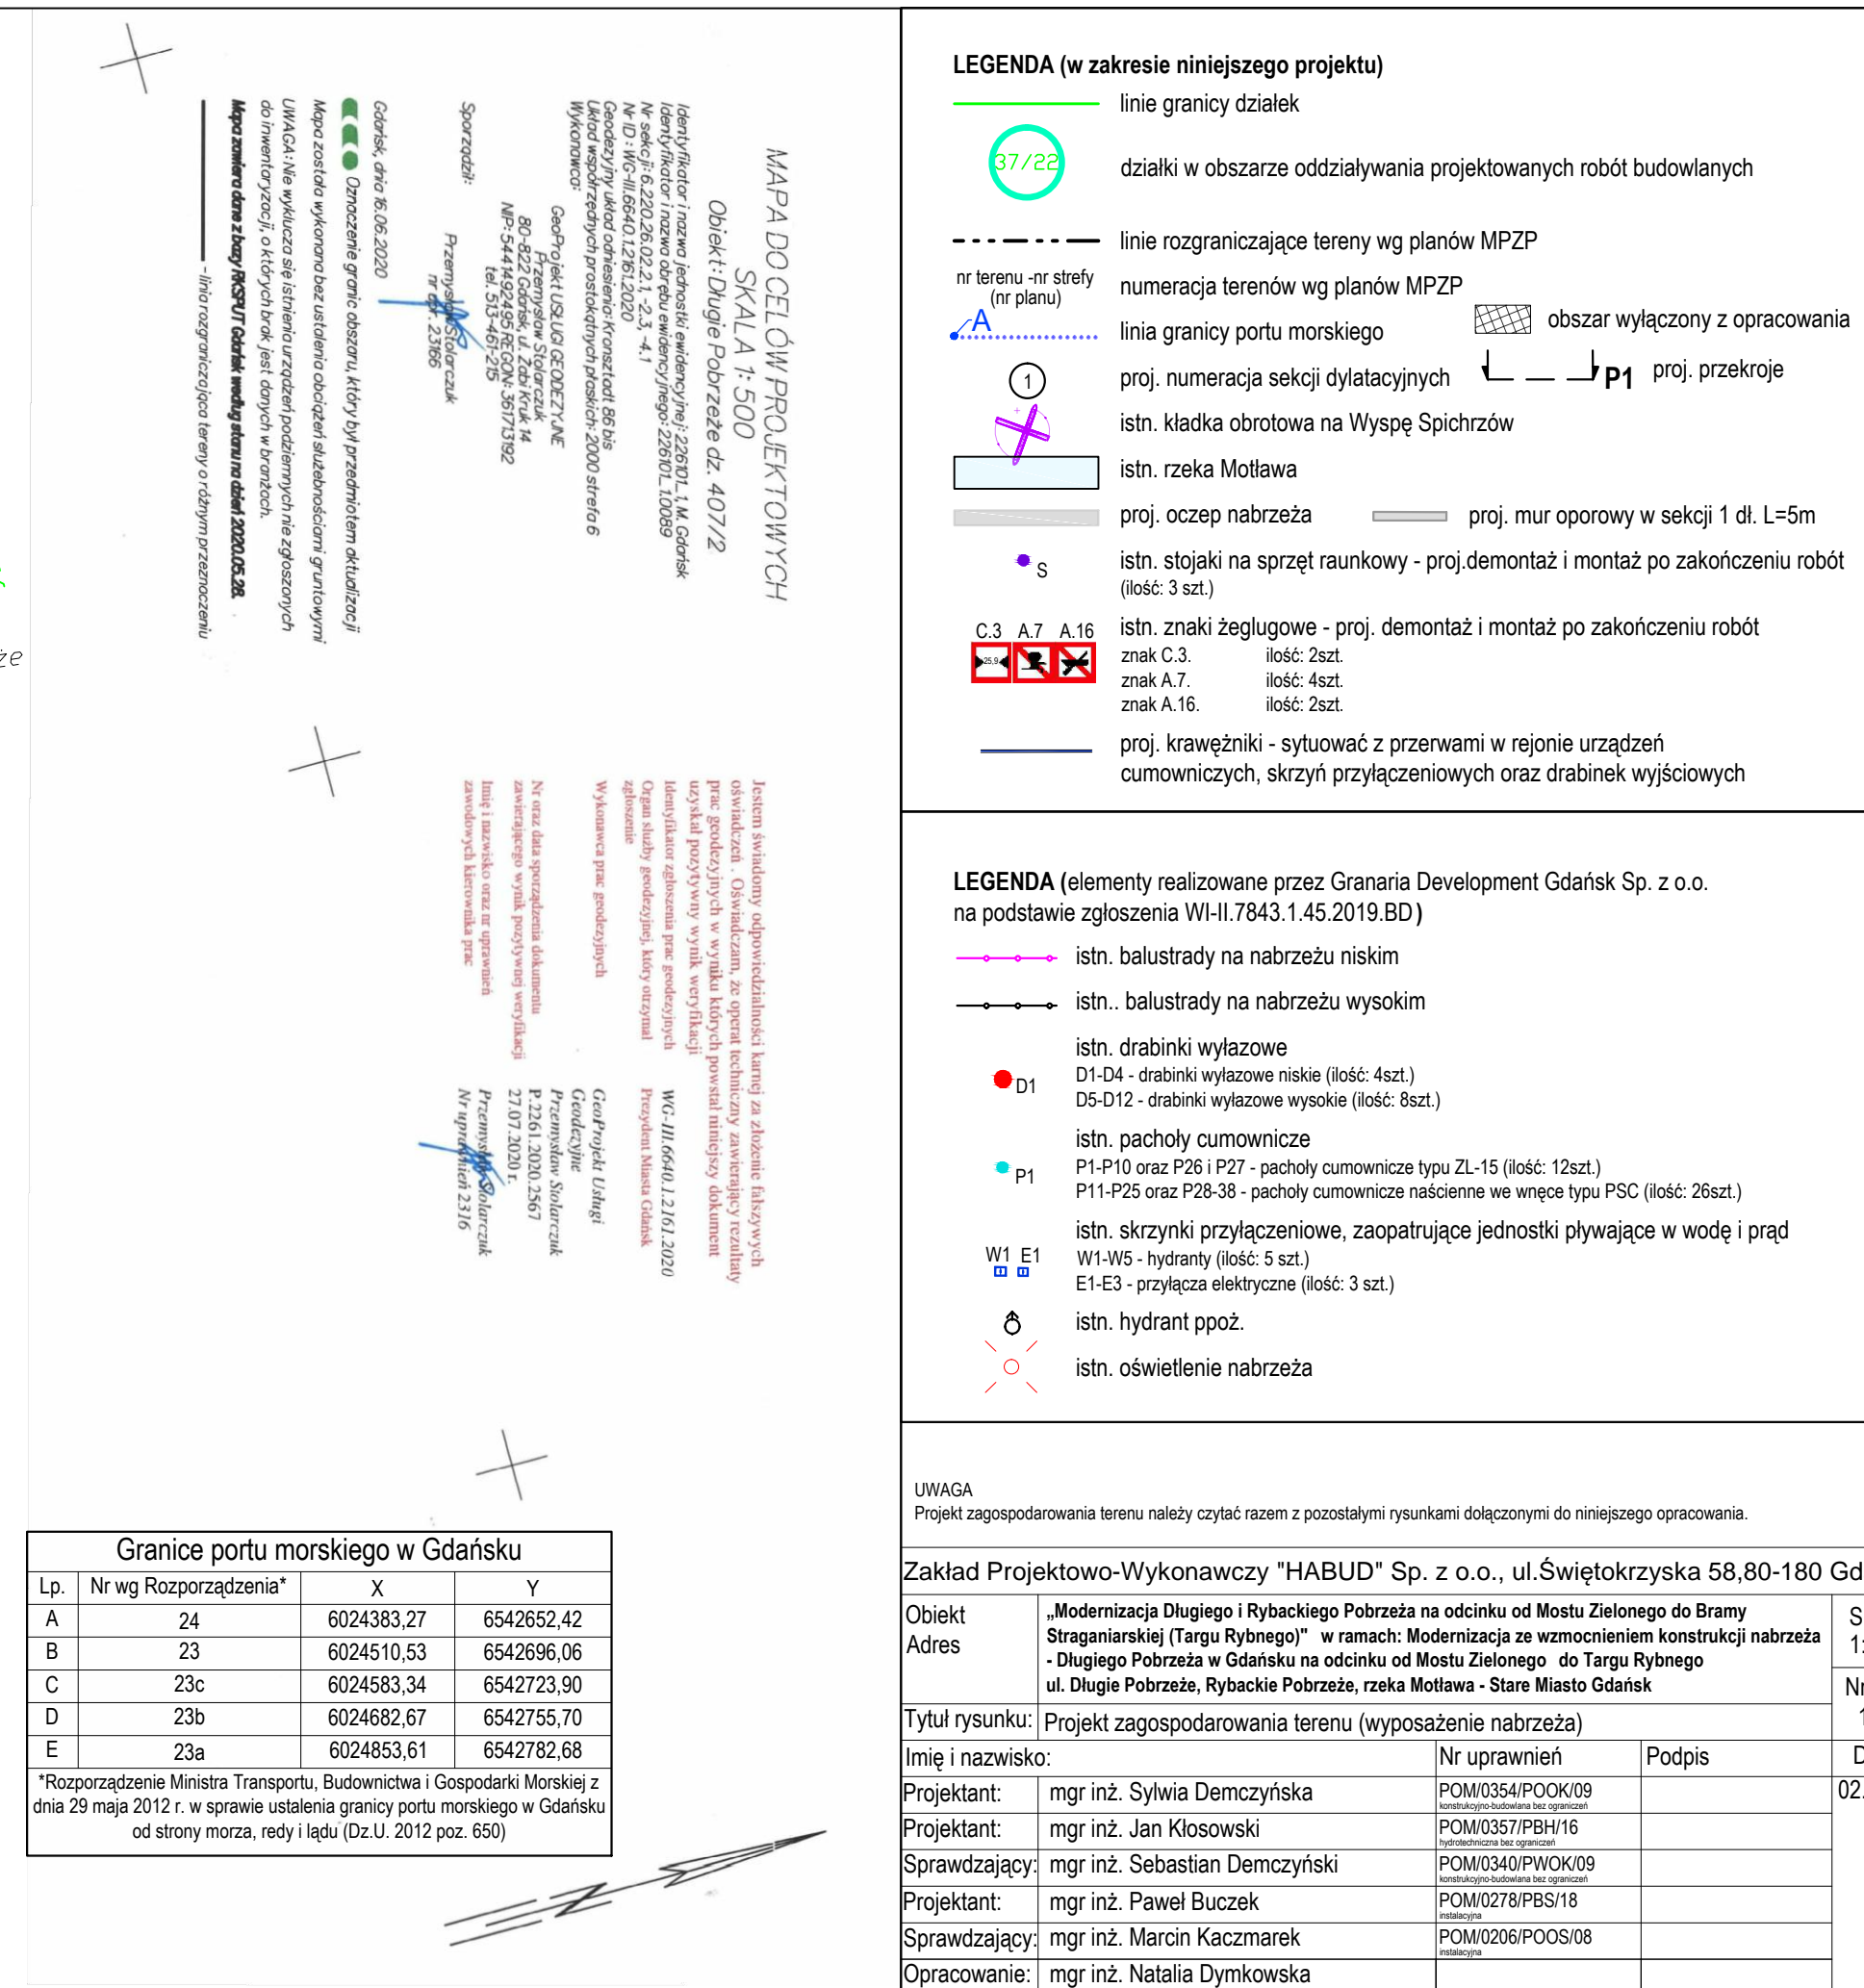 MAPA DO CELÓW PROJEKTOWYCH
SKALA 1:500
Obiekt: Długie Pobrzeże dz. 407/2
Identyfikator i nazwa jednostki ewidencyjnej: 226101_1, M. Gdańsk
Identyfikator i nazwa obrębu ewidencyjnego: 226101_1.0089
Nr sekcji: 6.220.26.02.2.1, -2.3, -4.1
Nr ID: WG-III.6640.1.2161.2020
Geodezyjny układ odniesienia: Kronsztadt 86 bis
Układ współrzędnych prostokątnych płaskich: 2000 strefa 6
Wykonawca:
GeoProjekt USŁUGI GEODEZYJNE
Przemysław Stolarczuk
80-822 Gdańsk, ul. Żabi Kruk 14
NIP: 5441492495 REGON: 361713192
tel. 513-461-215
Sporządził:
Przemysław Stolarczuk
nr upr. 23166
Gdańsk, dnia 16.06.2020
Oznaczenie granic obszaru, który był przedmiotem aktualizacji
Mapa została wykonana bez ustalenia obciążeń służebnościami gruntowymi
UWAGA: Nie wyklucza się istnienia urządzeń podziemnych nie zgłoszonych
do inwentaryzacji, o których brak jest danych w branżach.
Mapa zawiera dane z bazy PKSPUT Gdańsk według stanu na dzień 2020.05.28.
- linia rozgraniczająca tereny o różnym przeznaczeniu
że
Jestem świadomy odpowiedzialności karnej za złożenie fałszywych
oświadczeń . Oświadczam, że operat techniczny zawierający rezultaty
prac geodezyjnych w wyniku których powstał niniejszy dokument
uzyskał pozytywny wynik weryfikacji
Identyfikator zgłoszenia prac geodezyjnych WG-III.6640.1.2161.2020
Organ służby geodezyjnej, który otrzymał Prezydent Miasta Gdańsk
zgłoszenie
Wykonawca prac geodezyjnych GeoProjekt Usługi
Geodezyjne
Przemysław Stolarczuk
Nr oraz data sporządzenia dokumentu P.2261.2020.2567
zawierającego wynik pozytywnej weryfikacji 27.07.2020 r.
Imię i nazwisko oraz nr uprawnień Przemysław Stolarczuk
zawodowych kierownika prac Nr uprawnień 2316
Granice portu morskiego w Gdańsku
Lp. Nr wg Rozporządzenia* X Y
A 24 6024383,27 6542652,42
B 23 6024510,53 6542696,06
C 23c 6024583,34 6542723,90
D 23b 6024682,67 6542755,70
E 23a 6024853,61 6542782,68
*Rozporządzenie Ministra Transportu, Budownictwa i Gospodarki Morskiej z
dnia 29 maja 2012 r. w sprawie ustalenia granicy portu morskiego w Gdańsku
od strony morza, redy i lądu (Dz.U. 2012 poz. 650)
N
LEGENDA (w zakresie niniejszego projektu)
linie granicy działek
37/22 działki w obszarze oddziaływania projektowanych robót budowlanych
linie rozgraniczające tereny wg planów MPZP
nr terenu -nr strefy
(nr planu)
numeracja terenów wg planów MPZP
obszar wyłączony z opracowania
A linia granicy portu morskiego
1 proj. numeracja sekcji dylatacyjnych P1 proj. przekroje
istn. kładka obrotowa na Wyspę Spichrzów
istn. rzeka Motława
proj. oczep nabrzeża proj. mur oporowy w sekcji 1 dł. L=5m
S istn. stojaki na sprzęt raunkowy - proj.demontaż i montaż po zakończeniu robót
(ilość: 3 szt.)
C.3 A.7 A.16 istn. znaki żeglugowe - proj. demontaż i montaż po zakończeniu robót
25,9
znak C.3. ilość: 2szt.
znak A.7. ilość: 4szt.
znak A.16. ilość: 2szt.
proj. krawężniki - sytuować z przerwami w rejonie urządzeń
cumowniczych, skrzyń przyłączeniowych oraz drabinek wyjściowych
LEGENDA (elementy realizowane przez Granaria Development Gdańsk Sp. z o.o.
na podstawie zgłoszenia WI-II.7843.1.45.2019.BD)
istn. balustrady na nabrzeżu niskim
istn.. balustrady na nabrzeżu wysokim
istn. drabinki wyłazowe
D1 D1-D4 - drabinki wyłazowe niskie (ilość: 4szt.)
D5-D12 - drabinki wyłazowe wysokie (ilość: 8szt.)
istn. pachoły cumownicze
P1 P1-P10 oraz P26 i P27 - pachoły cumownicze typu ZL-15 (ilość: 12szt.)
P11-P25 oraz P28-38 - pachoły cumownicze naścienne we wnęce typu PSC (ilość: 26szt.)
istn. skrzynki przyłączeniowe, zaopatrujące jednostki pływające w wodę i prąd
W1 E1 W1-W5 - hydranty (ilość: 5 szt.)
E1-E3 - przyłącza elektryczne (ilość: 3 szt.)
istn. hydrant ppoż.
istn. oświetlenie nabrzeża
UWAGA
Projekt zagospodarowania terenu należy czytać razem z pozostałymi rysunkami dołączonymi do niniejszego opracowania.
Zakład Projektowo-Wykonawczy "HABUD" Sp. z o.o., ul.Świętokrzyska 58,80-180 Gd
Obiekt
Adres
„Modernizacja Długiego i Rybackiego Pobrzeża na odcinku od Mostu Zielonego do Bramy
Straganiarskiej (Targu Rybnego)" w ramach: Modernizacja ze wzmocnieniem konstrukcji nabrzeża
- Długiego Pobrzeża w Gdańsku na odcinku od Mostu Zielonego do Targu Rybnego
ul. Długie Pobrzeże, Rybackie Pobrzeże, rzeka Motława - Stare Miasto Gdańsk
S
1:
Nr
1
Tytuł rysunku: Projekt zagospodarowania terenu (wyposażenie nabrzeża)
Imię i nazwisko: Nr uprawnień Podpis D
Projektant: mgr inż. Sylwia Demczyńska POM/0354/POOK/09 02.
konstrukcyjno-budowlana bez ograniczeń
Projektant: mgr inż. Jan Kłosowski POM/0357/PBH/16
hydrotechniczna bez ograniczeń
Sprawdzający: mgr inż. Sebastian Demczyński POM/0340/PWOK/09
konstrukcyjno-budowlana bez ograniczeń
Projektant: mgr inż. Paweł Buczek POM/0278/PBS/18
instalacyjna
Sprawdzający: mgr inż. Marcin Kaczmarek POM/0206/POOS/08
instalacyjna
Opracowanie: mgr inż. Natalia Dymkowska